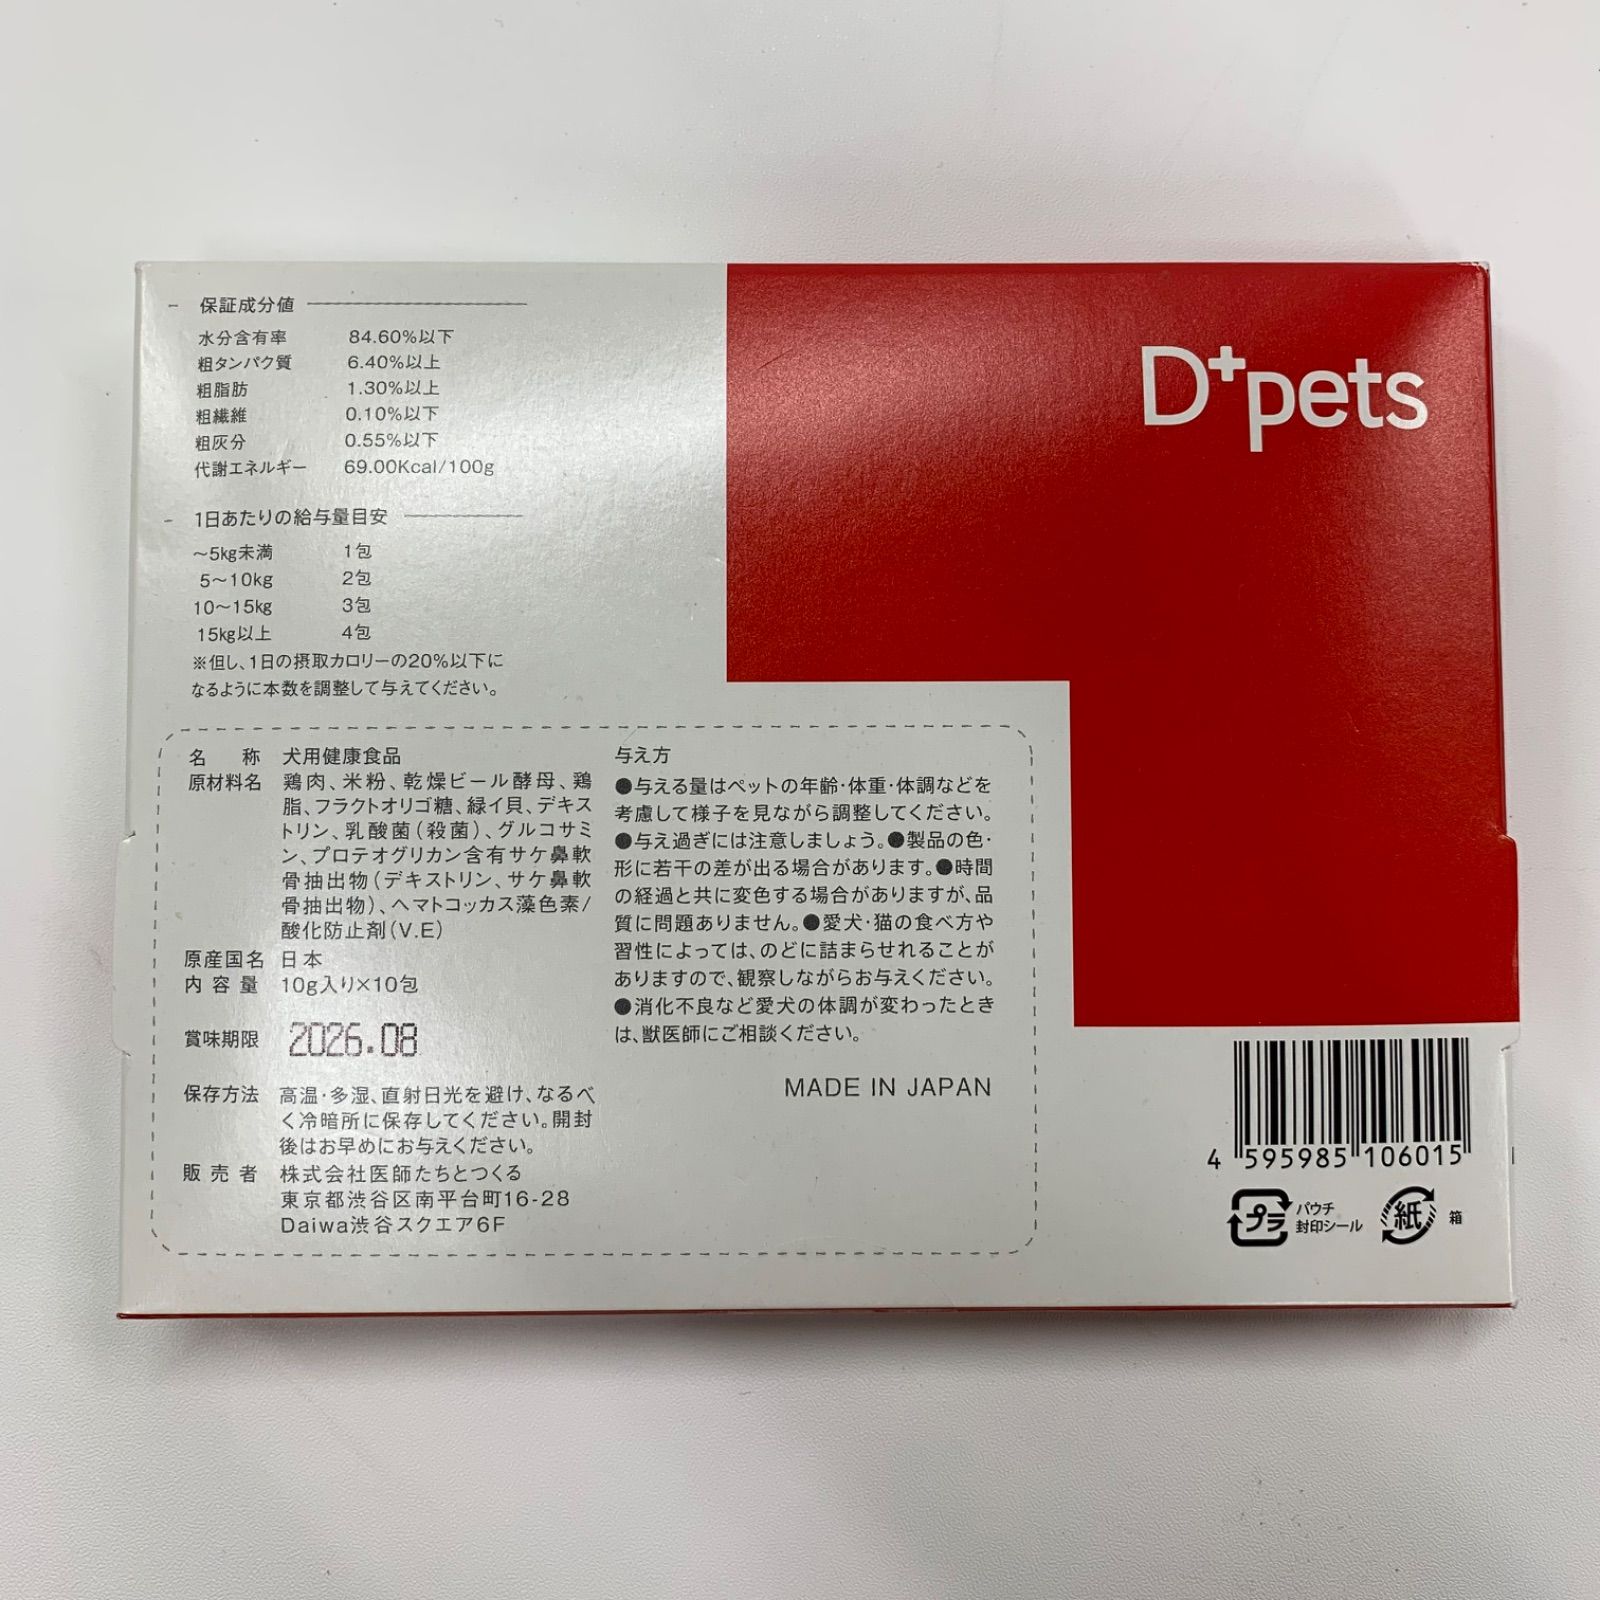 保証成分値
水分含有率 84.60%以下
粗タンパク質 6.40%以上
粗脂肪 1.30%以上
粗繊維 0.10%以下
粗灰分 0.55%以下
代謝エネルギー 69.00Kcal/100g
1日あたりの給与量目安
～5kg未満 1包
5～10kg 2包
10～15kg 3包
15kg以上 4包
※但し、1日の摂取カロリーの20%以下に
なるように本数を調整して与えてください。
D+pets
名称 犬用健康食品
原材料名 鶏肉、米粉、乾燥ビール酵母、鶏
脂、フラクトオリゴ糖、緑イ貝、デキス
トリン、乳酸菌(殺菌)、グルコサミ
ン、プロテオグリカン含有サケ鼻軟
骨抽出物(デキストリン、サケ鼻軟
骨抽出物)、ヘマトコッカス藻色素/
酸化防止剤(V.E)
原産国名 日本
内容量 10g入り×10包
賞味期限 2026.08
保存方法 高温・多湿、直射日光を避け、なるべ
く冷暗所に保存してください。開封
後はお早めにお与えください。
販売者 株式会社医師たちとつくる
東京都渋谷区南平台町16-28
Daiwa渋谷スクエア6F
与え方
●与える量はペットの年齢・体重・体調などを
考慮して様子を見ながら調整してください。
●与え過ぎには注意しましょう。●製品の色・
形に若干の差が出る場合があります。●時間
の経過と共に変色する場合がありますが、品
質に問題ありません。●愛犬・猫の食べ方や
習性によっては、のどに詰まらせれることが
ありますので、観察しながらお与えください。
●消化不良など愛犬の体調が変わったとき
は、獣医師にご相談ください。
MADE IN JAPAN
4 595985 106015
プラ パウチ
封印シール
紙 箱